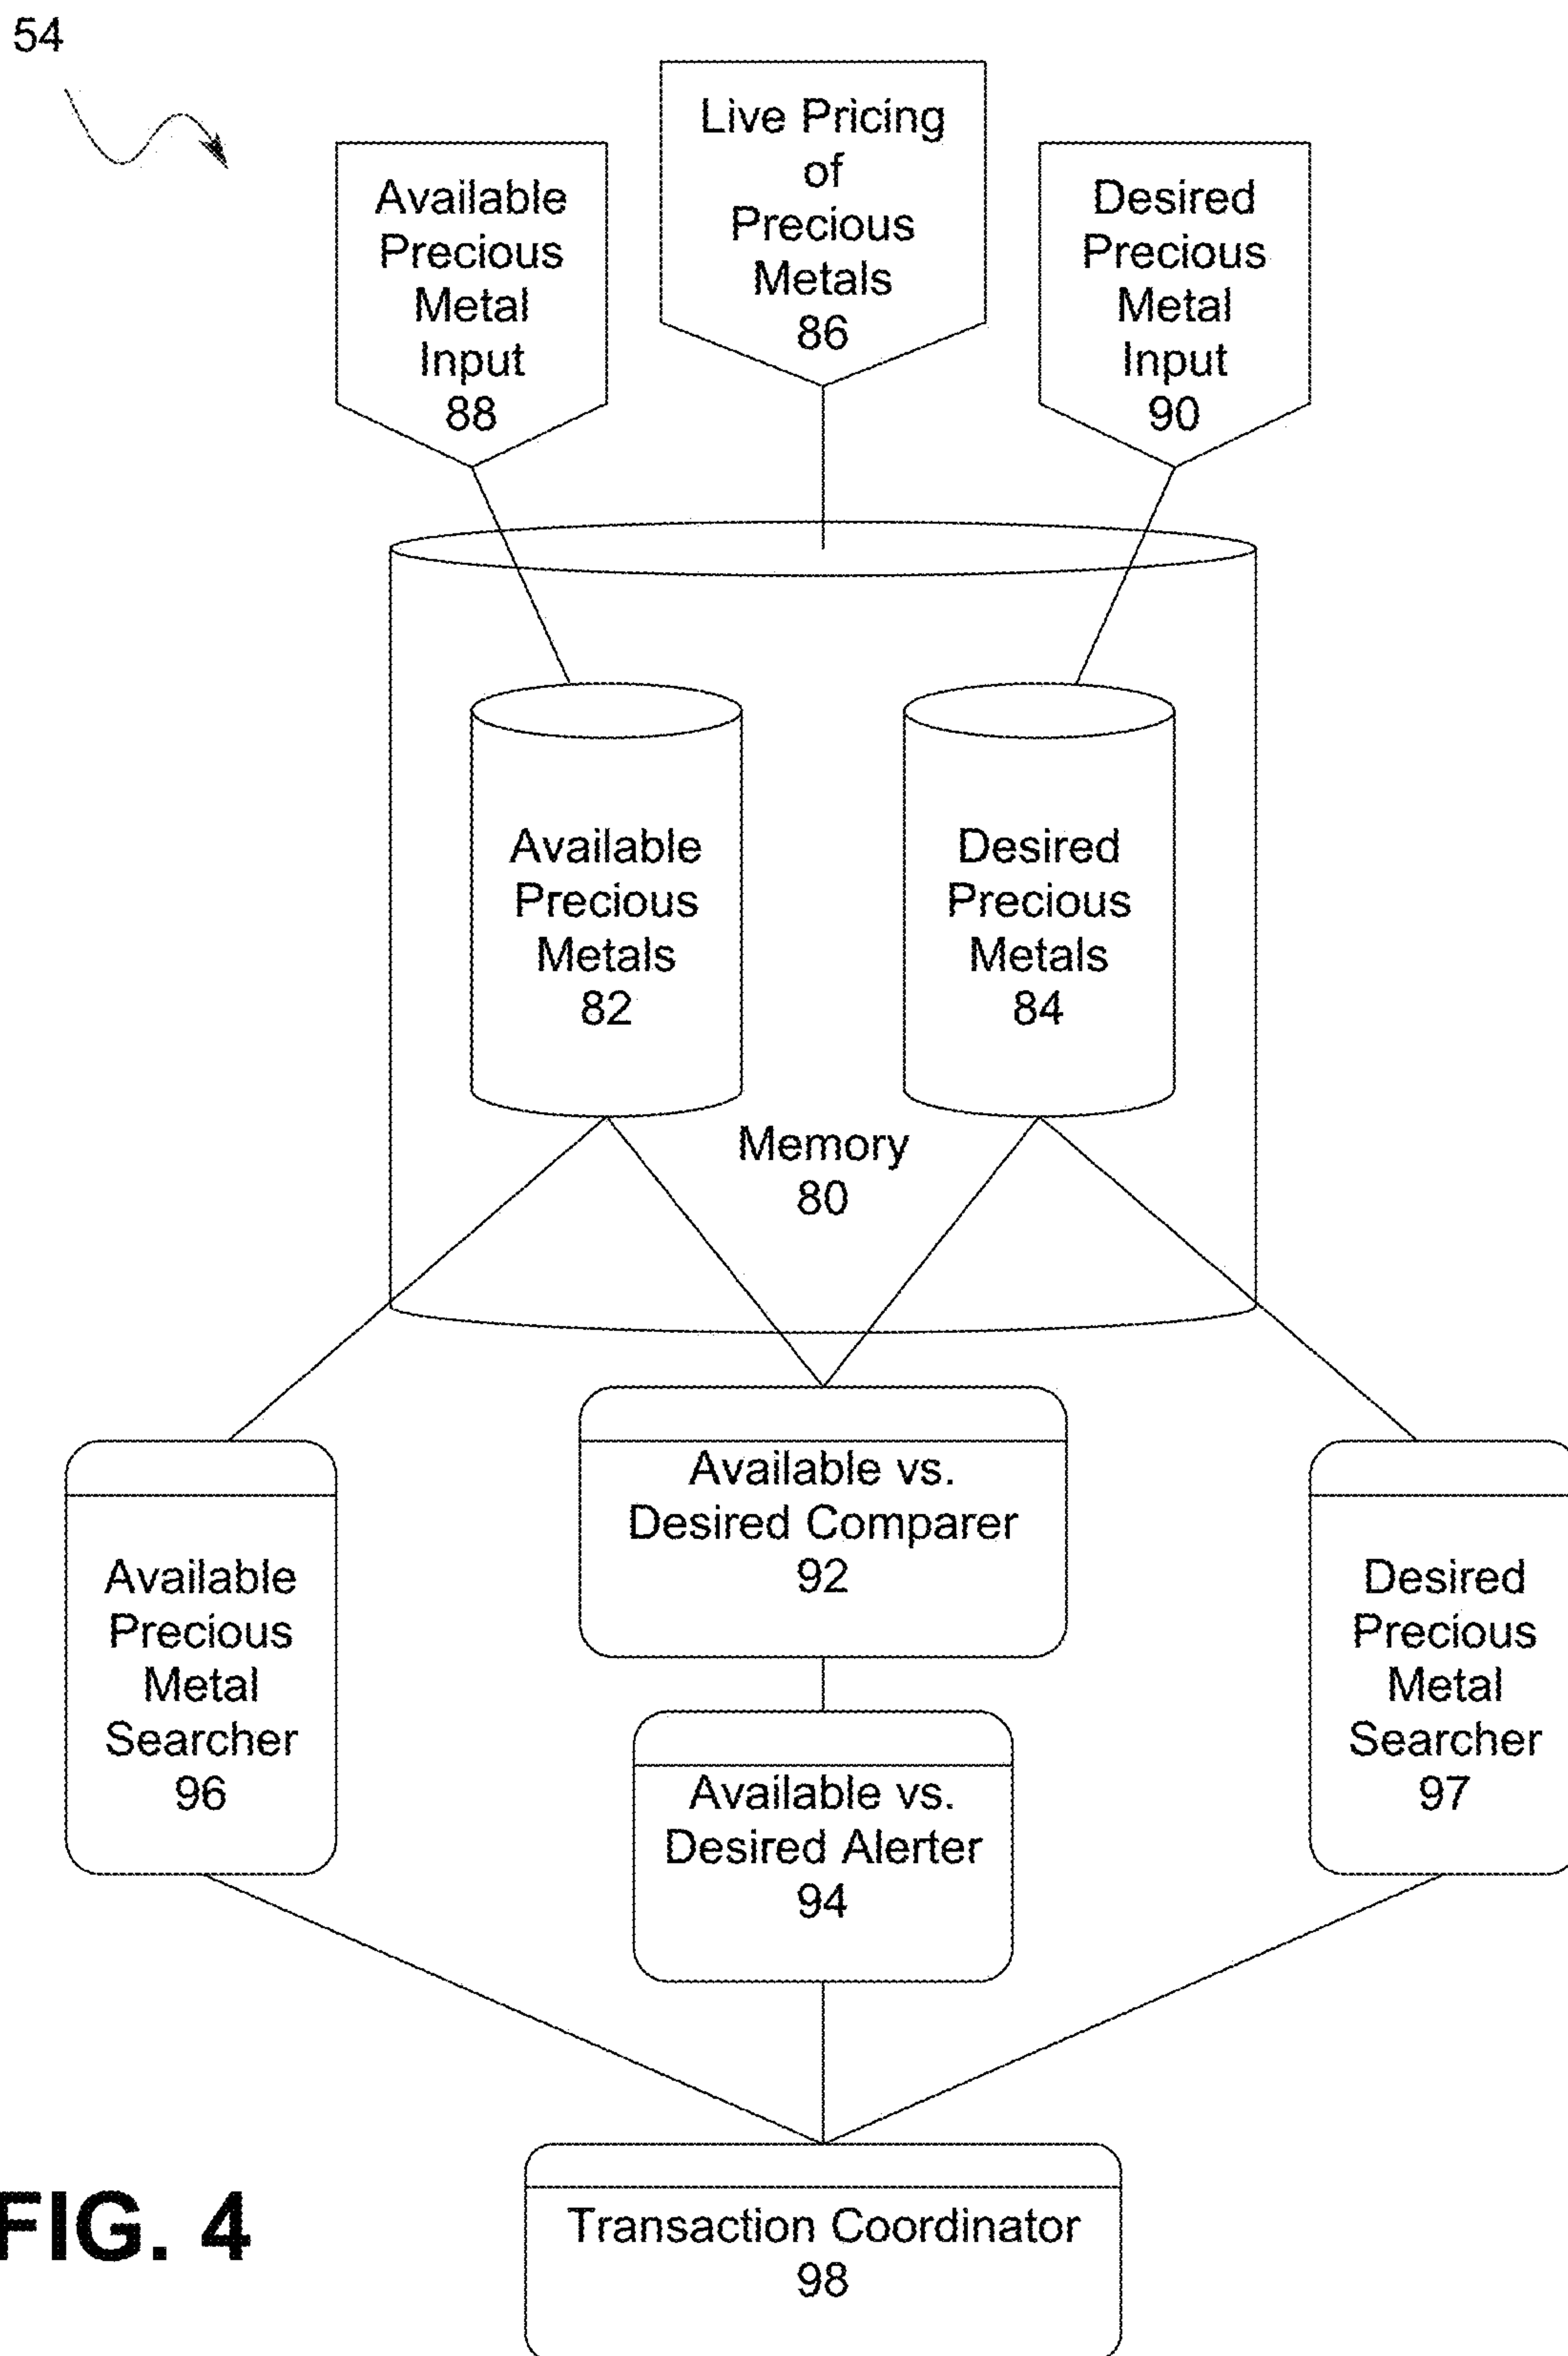 54
Live Pricing
of
Precious
Metals
86
Available
Precious
Metal
Input
88
Desired
Precious
Metal
Input
90
Available
Precious
Metals
82
Desired
Precious
Metals
84
Memory
80
Available vs.
Desired Comparer
92
Available
Precious
Metal
Searcher
96
Desired
Precious
Metal
Searcher
97
Available vs.
Desired Alerter
94
Transaction Coordinator
98
FIG. 4